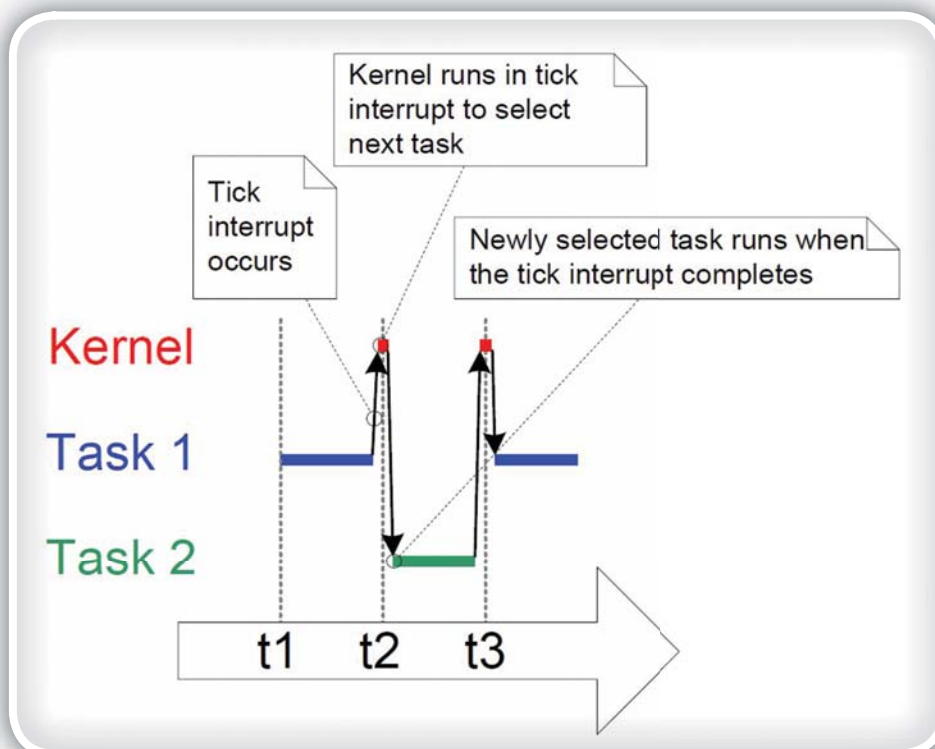 Kernel runs in tick
interrupt to select
next task
Tick
interrupt
occurs
Newly selected task runs when
the tick interrupt completes
Kernel
Task 1
Task 2
t1 t2 t3